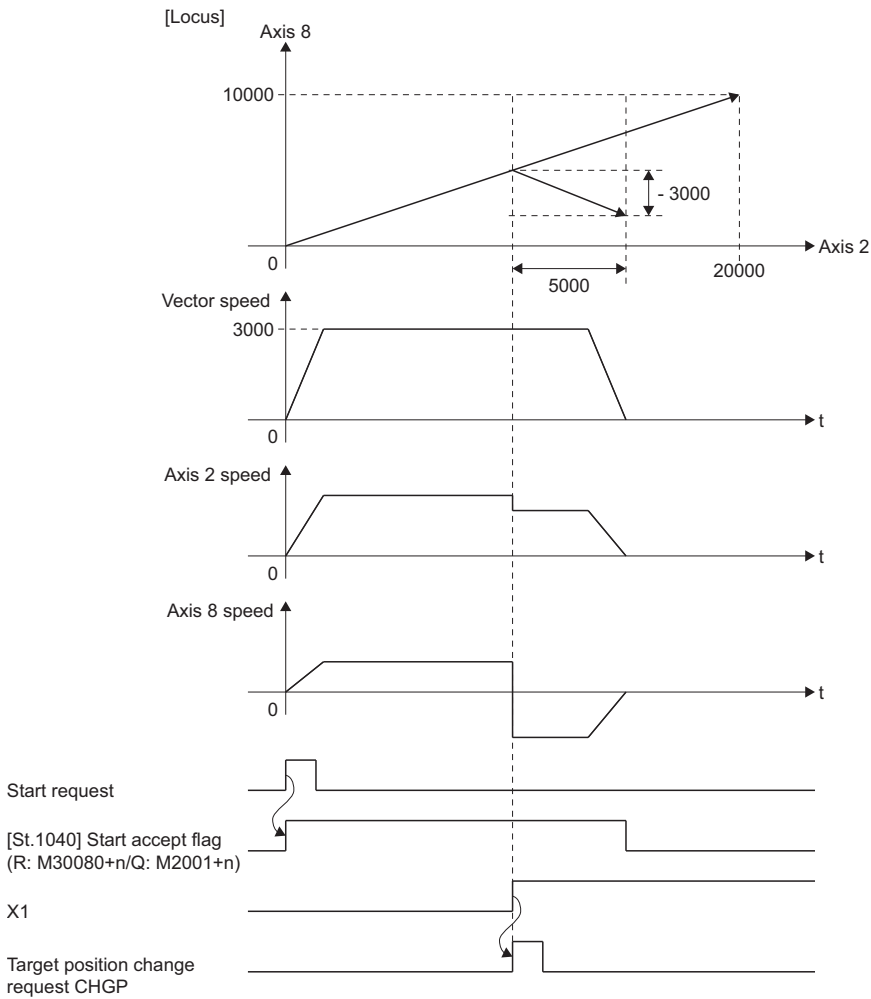 [Locus]
Axis 8
10000
- 3000
0
Axis 2
20000
5000
Vector speed
3000
t
0
Axis 2 speed
t
0
Axis 8 speed
t
0
Start request
[St.1040] Start accept flag
(R: M30080+n/Q: M2001+n)
X1
Target position change
request CHGP